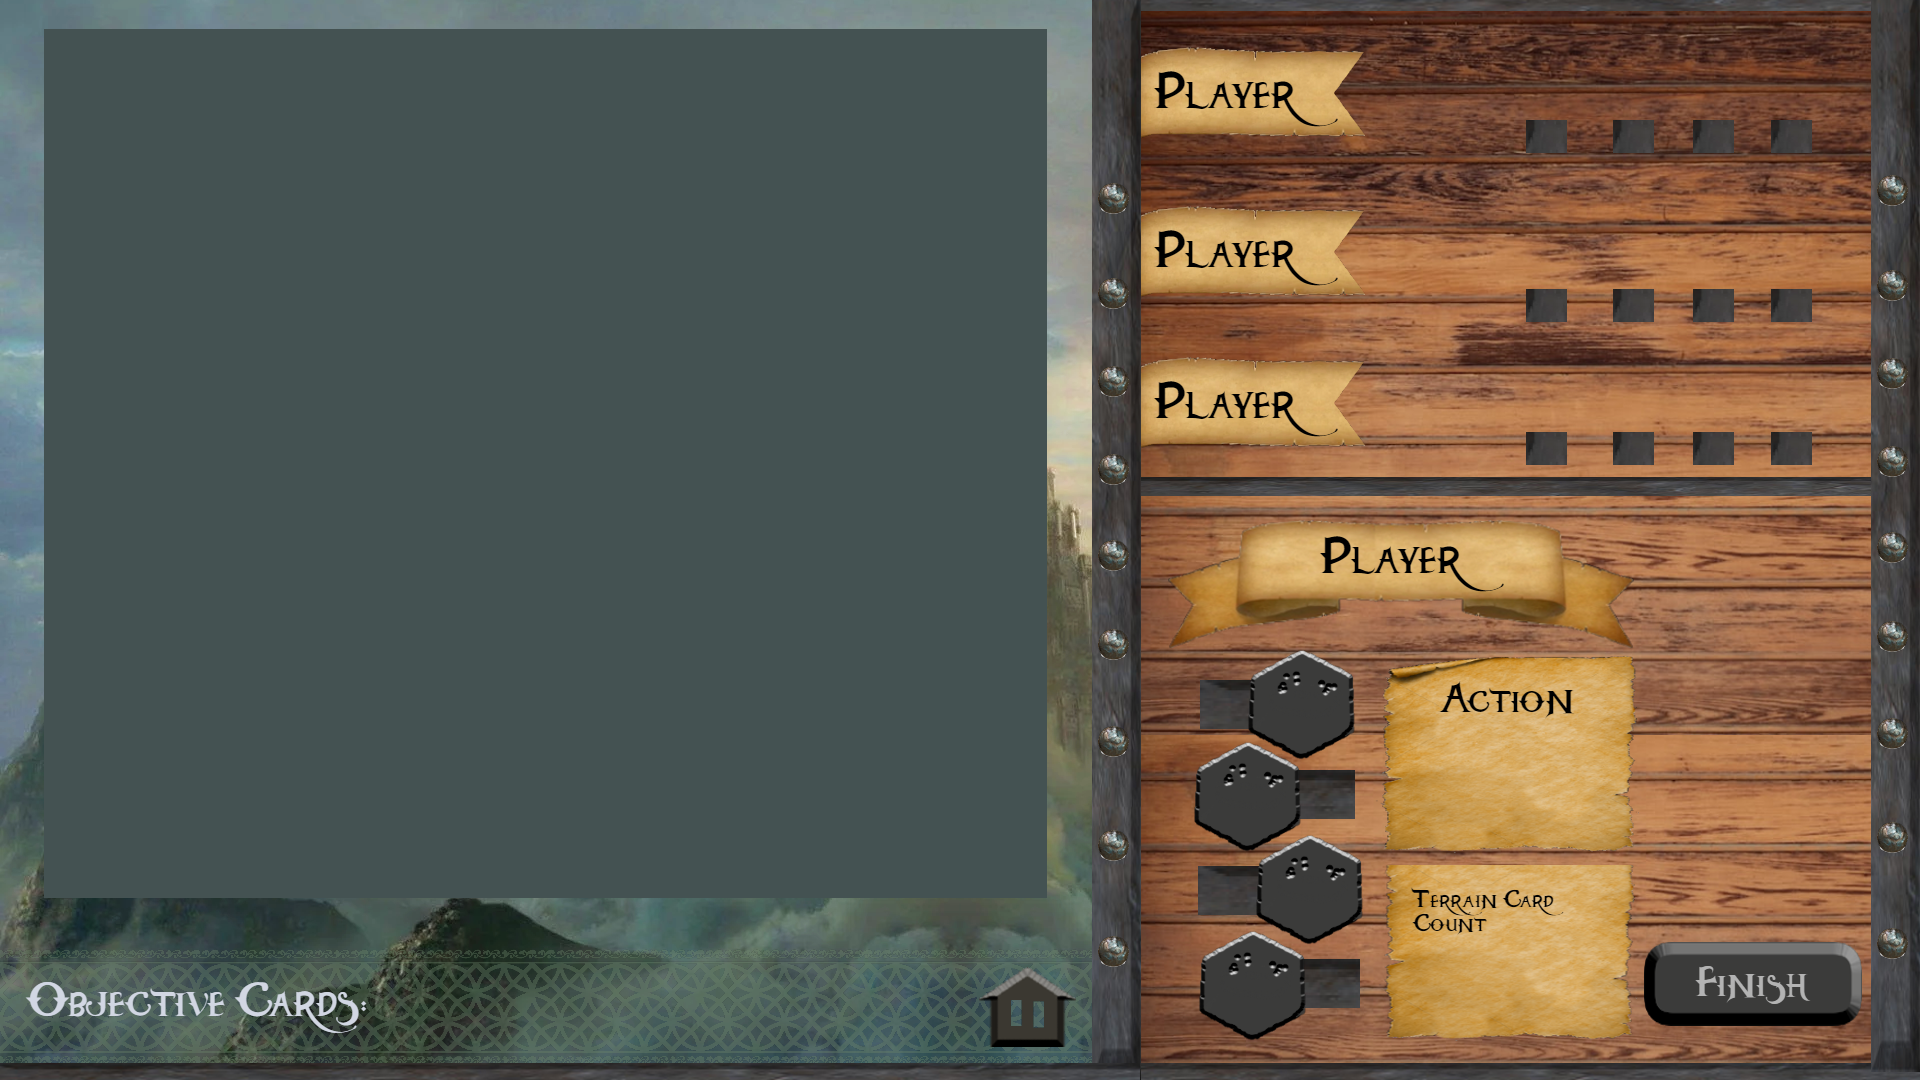 Player
Player
Player
Player
Action
Terrain Card
Count
Finish
Objective Cards: